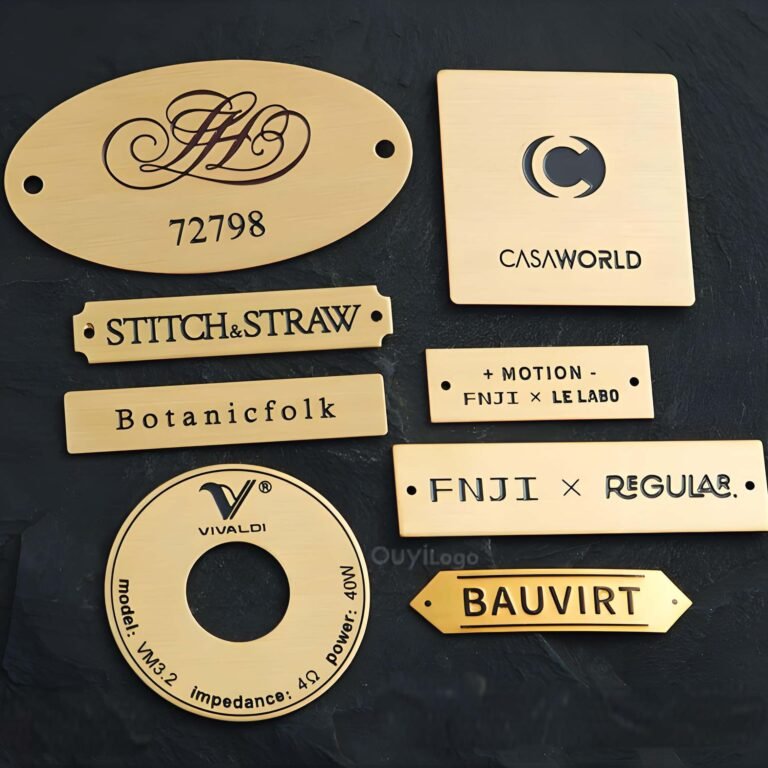 72798
CASAWORLD
STITCH&STRAW
+ MOTION -
FNJI × LE LABO
Botanicfolk
FNJI × REGULAR.
V®
VIVALDI
model: VM3.2 impedance: 4Ω power: 40W
OUYILOGO
BAUVIRT